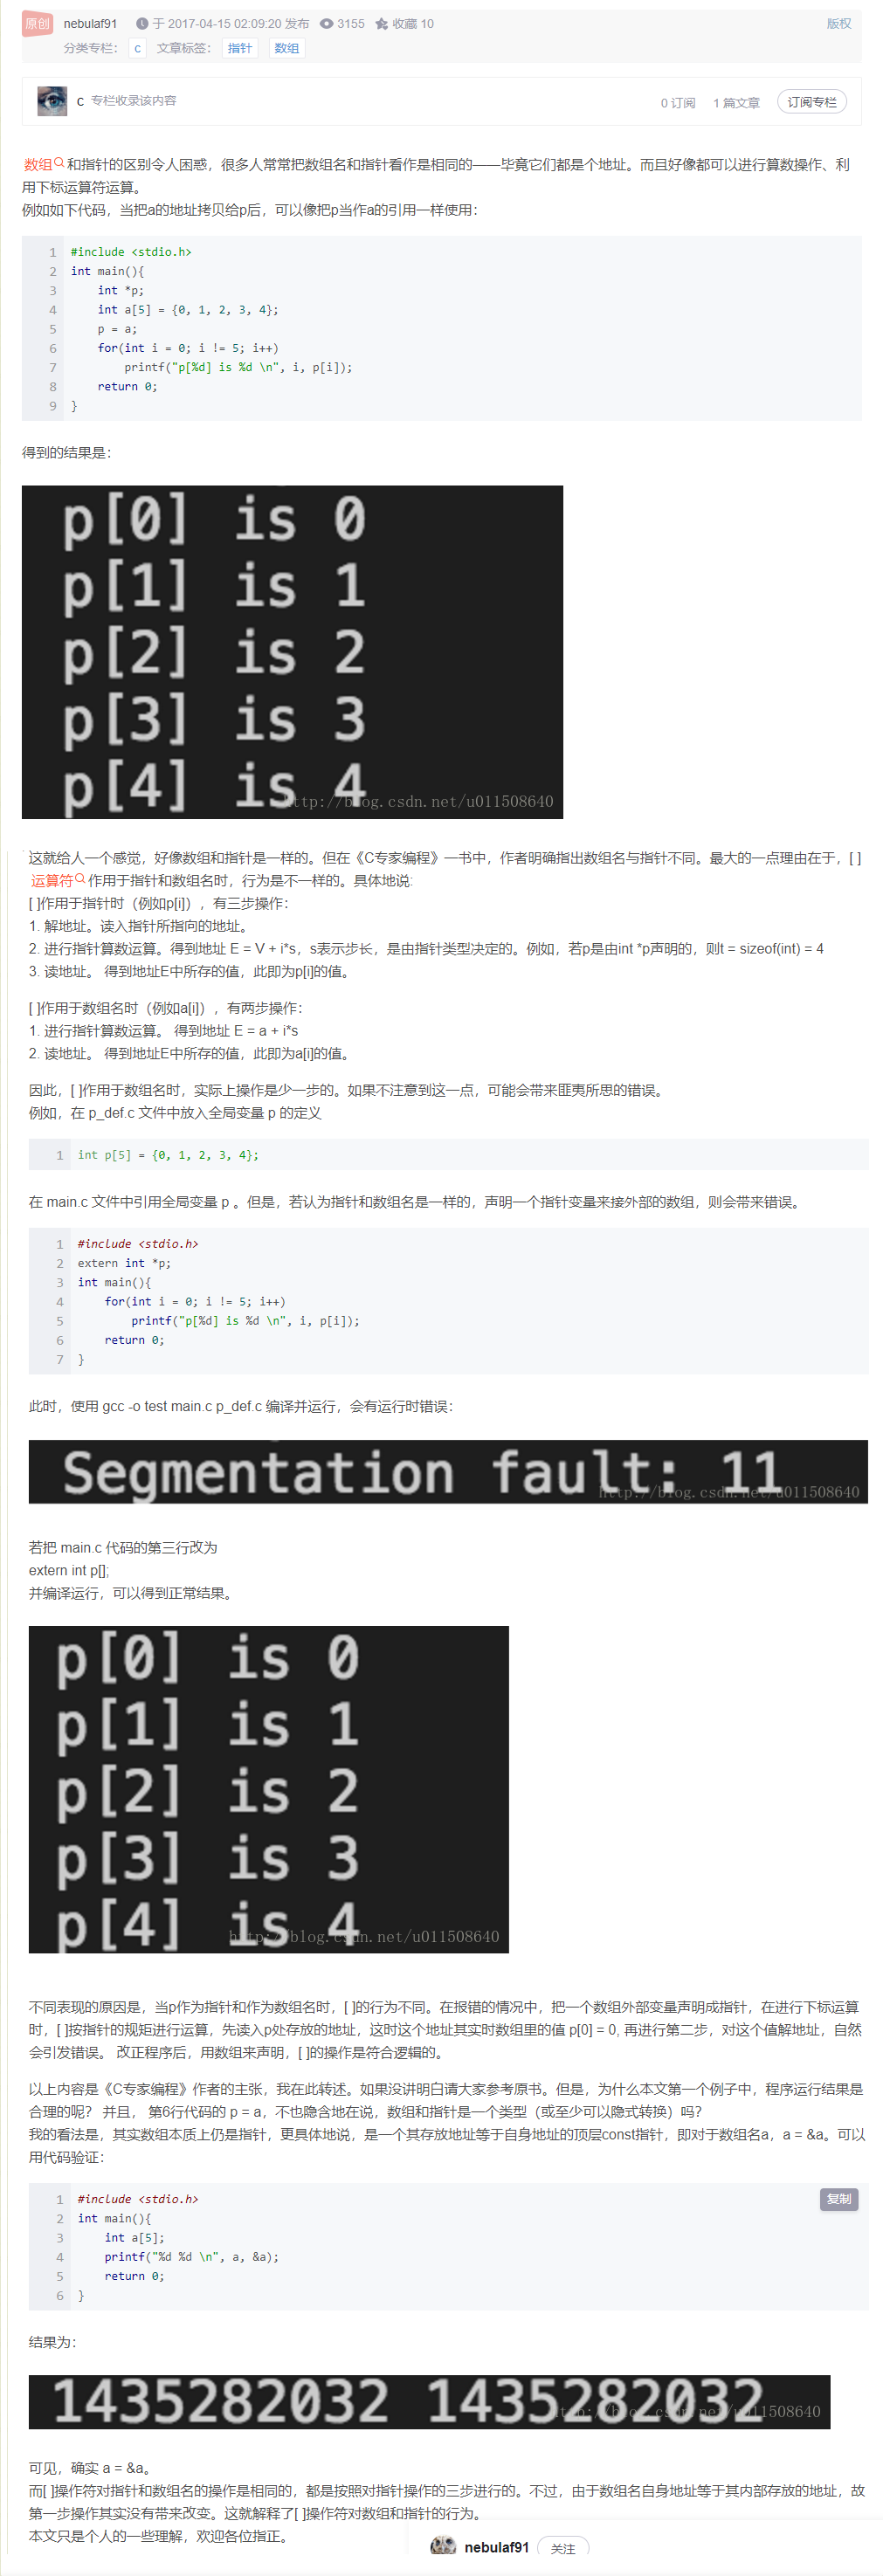 原创 nebulaf91 于 2017-04-15 02:09:20 发布 3155 收藏 10 版权
分类专栏： c 文章标签： 指针 数组
c 专栏收录该内容 0 订阅 1 篇文章 订阅专栏
数组和指针的区别令人困惑，很多人常常把数组名和指针看作是相同的——毕竟它们都是个地址。而且好像都可以进行算数操作、利
用下标运算符运算。
例如如下代码，当把a的地址拷贝给p后，可以像把p当作a的引用一样使用：
1 #include <stdio.h>
2 int main(){
3 int *p;
4 int a[5] = {0, 1, 2, 3, 4};
5 p = a;
6 for(int i = 0; i != 5; i++)
7 printf("p[%d] is %d \n", i, p[i]);
8 return 0;
9 }
得到的结果是：
p[0] is 0
p[1] is 1
p[2] is 2
p[3] is 3
p[4] is 4
http://blog.csdn.net/u011508640
这就给人一个感觉，好像数组和指针是一样的。但在《C专家编程》一书中，作者明确指出数组名与指针不同。最大的一点理由在于，[ ]
运算符作用于指针和数组名时，行为是不一样的。具体地说:
[ ]作用于指针时（例如p[i]），有三步操作：
1. 解地址。读入指针所指向的地址。
2. 进行指针算数运算。得到地址 E = V + i*s，s表示步长，是由指针类型决定的。例如，若p是由int *p声明的，则t = sizeof(int) = 4
3. 读地址。 得到地址E中所存的值，此即为p[i]的值。
[ ]作用于数组名时（例如a[i]），有两步操作：
1. 进行指针算数运算。 得到地址 E = a + i*s
2. 读地址。 得到地址E中所存的值，此即为a[i]的值。
因此，[ ]作用于数组名时，实际上操作是少一步的。如果不注意到这一点，可能会带来匪夷所思的错误。
例如，在 p_def.c 文件中放入全局变量 p 的定义
1 int p[5] = {0, 1, 2, 3, 4};
在 main.c 文件中引用全局变量 p 。但是，若认为指针和数组名是一样的，声明一个指针变量来接外部的数组，则会带来错误。
1 #include <stdio.h>
2 extern int *p;
3 int main(){
4 for(int i = 0; i != 5; i++)
5 printf("p[%d] is %d \n", i, p[i]);
6 return 0;
7 }
此时，使用 gcc -o test main.c p_def.c 编译并运行，会有运行时错误：
Segmentation fault: 11
http://blog.csdn.net/u011508640
若把 main.c 代码的第三行改为
extern int p[];
并编译运行，可以得到正常结果。
p[0] is 0
p[1] is 1
p[2] is 2
p[3] is 3
p[4] is 4
http://blog.csdn.net/u011508640
不同表现的原因是，当p作为指针和作为数组名时，[ ]的行为不同。在报错的情况中，把一个数组外部变量声明成指针，在进行下标运算
时，[ ]按指针的规矩进行运算，先读入p处存放的地址，这时这个地址其实时数组里的值 p[0] = 0, 再进行第二步，对这个值解地址，自然
会引发错误。 改正程序后，用数组来声明，[ ]的操作是符合逻辑的。
以上内容是《C专家编程》作者的主张，我在此转述。如果没讲明白请大家参考原书。但是，为什么本文第一个例子中，程序运行结果是
合理的呢？ 并且， 第6行代码的 p = a，不也隐含地在说，数组和指针是一个类型（或至少可以隐式转换）吗？
我的看法是，其实数组本质上仍是指针，更具体地说，是一个其存放地址等于自身地址的顶层const指针，即对于数组名a，a = &a。可以
用代码验证：
复制
1 #include <stdio.h>
2 int main(){
3 int a[5];
4 printf("%d %d \n", a, &a);
5 return 0;
6 }
结果为：
1435282032 1435282032
http://blog.csdn.net/u011508640
可见，确实 a = &a。
而[ ]操作符对指针和数组名的操作是相同的，都是按照对指针操作的三步进行的。不过，由于数组名自身地址等于其内部存放的地址，故
第一步操作其实没有带来改变。这就解释了[ ]操作符对数组和指针的行为。
本文只是个人的一些理解，欢迎各位指正。
nebulaf91 关注